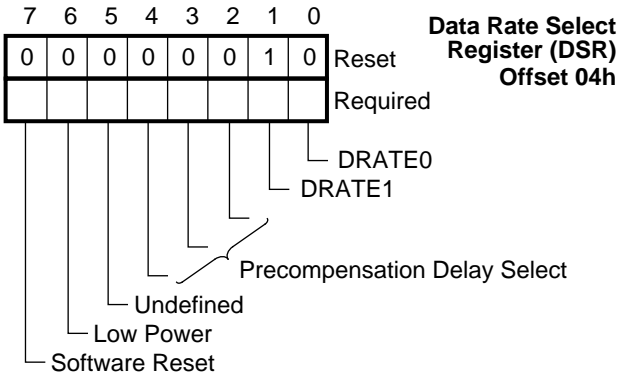 7 6 5 4 3 2 1 0
Data Rate Select
Register (DSR)
Offset 04h
0 0 0 0 0 0 1 0 Reset
Required
DRATE0
DRATE1
Precompensation Delay Select
Undefined
Low Power
Software Reset